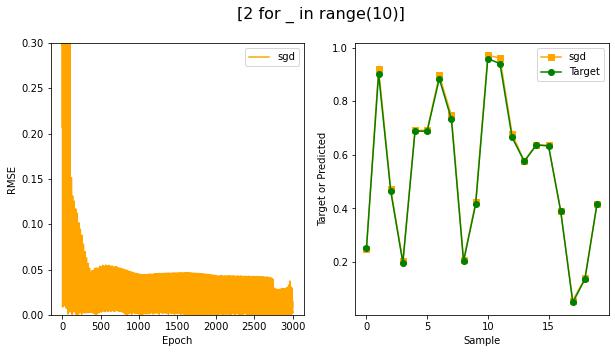 [2 for _ in range(10)]
sgd
0.30
0.25
0.20
0.15
0.10
0.05
0.00
RMSE
0 500 1000 1500 2000 2500 3000
Epoch
sgd
Target
1.0
0.8
0.6
0.4
0.2
Target or Predicted
0 5 10 15
Sample